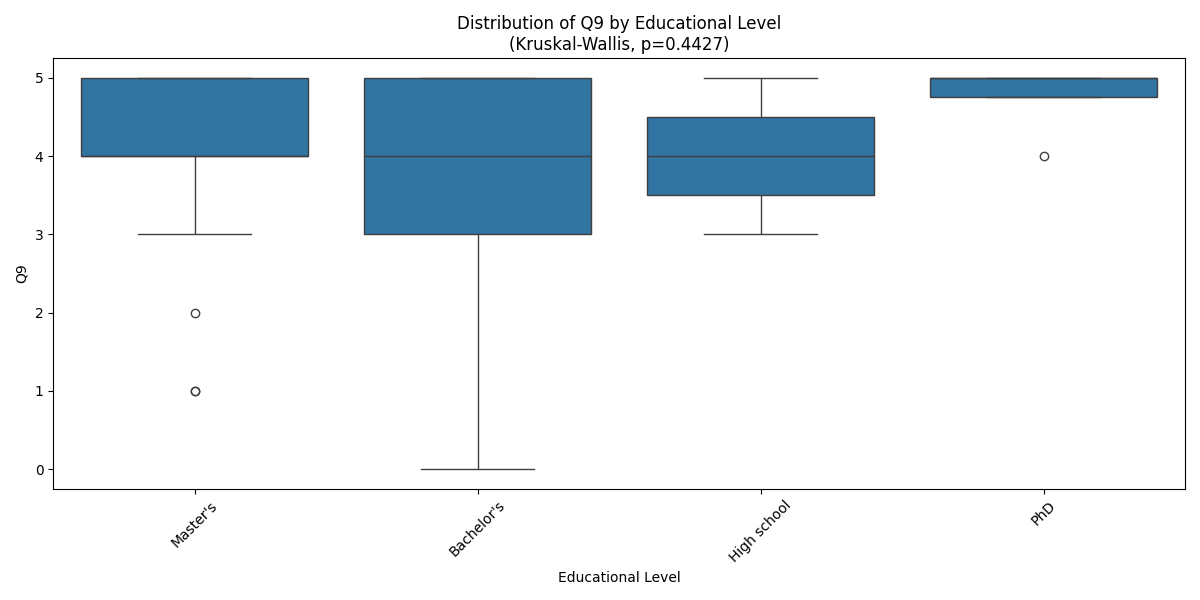 Distribution of Q9 by Educational Level
(Kruskal-Wallis, p=0.4427)
5
4
3
2
1
0
Q9
Master's
Bachelor's
High school
PhD
Educational Level